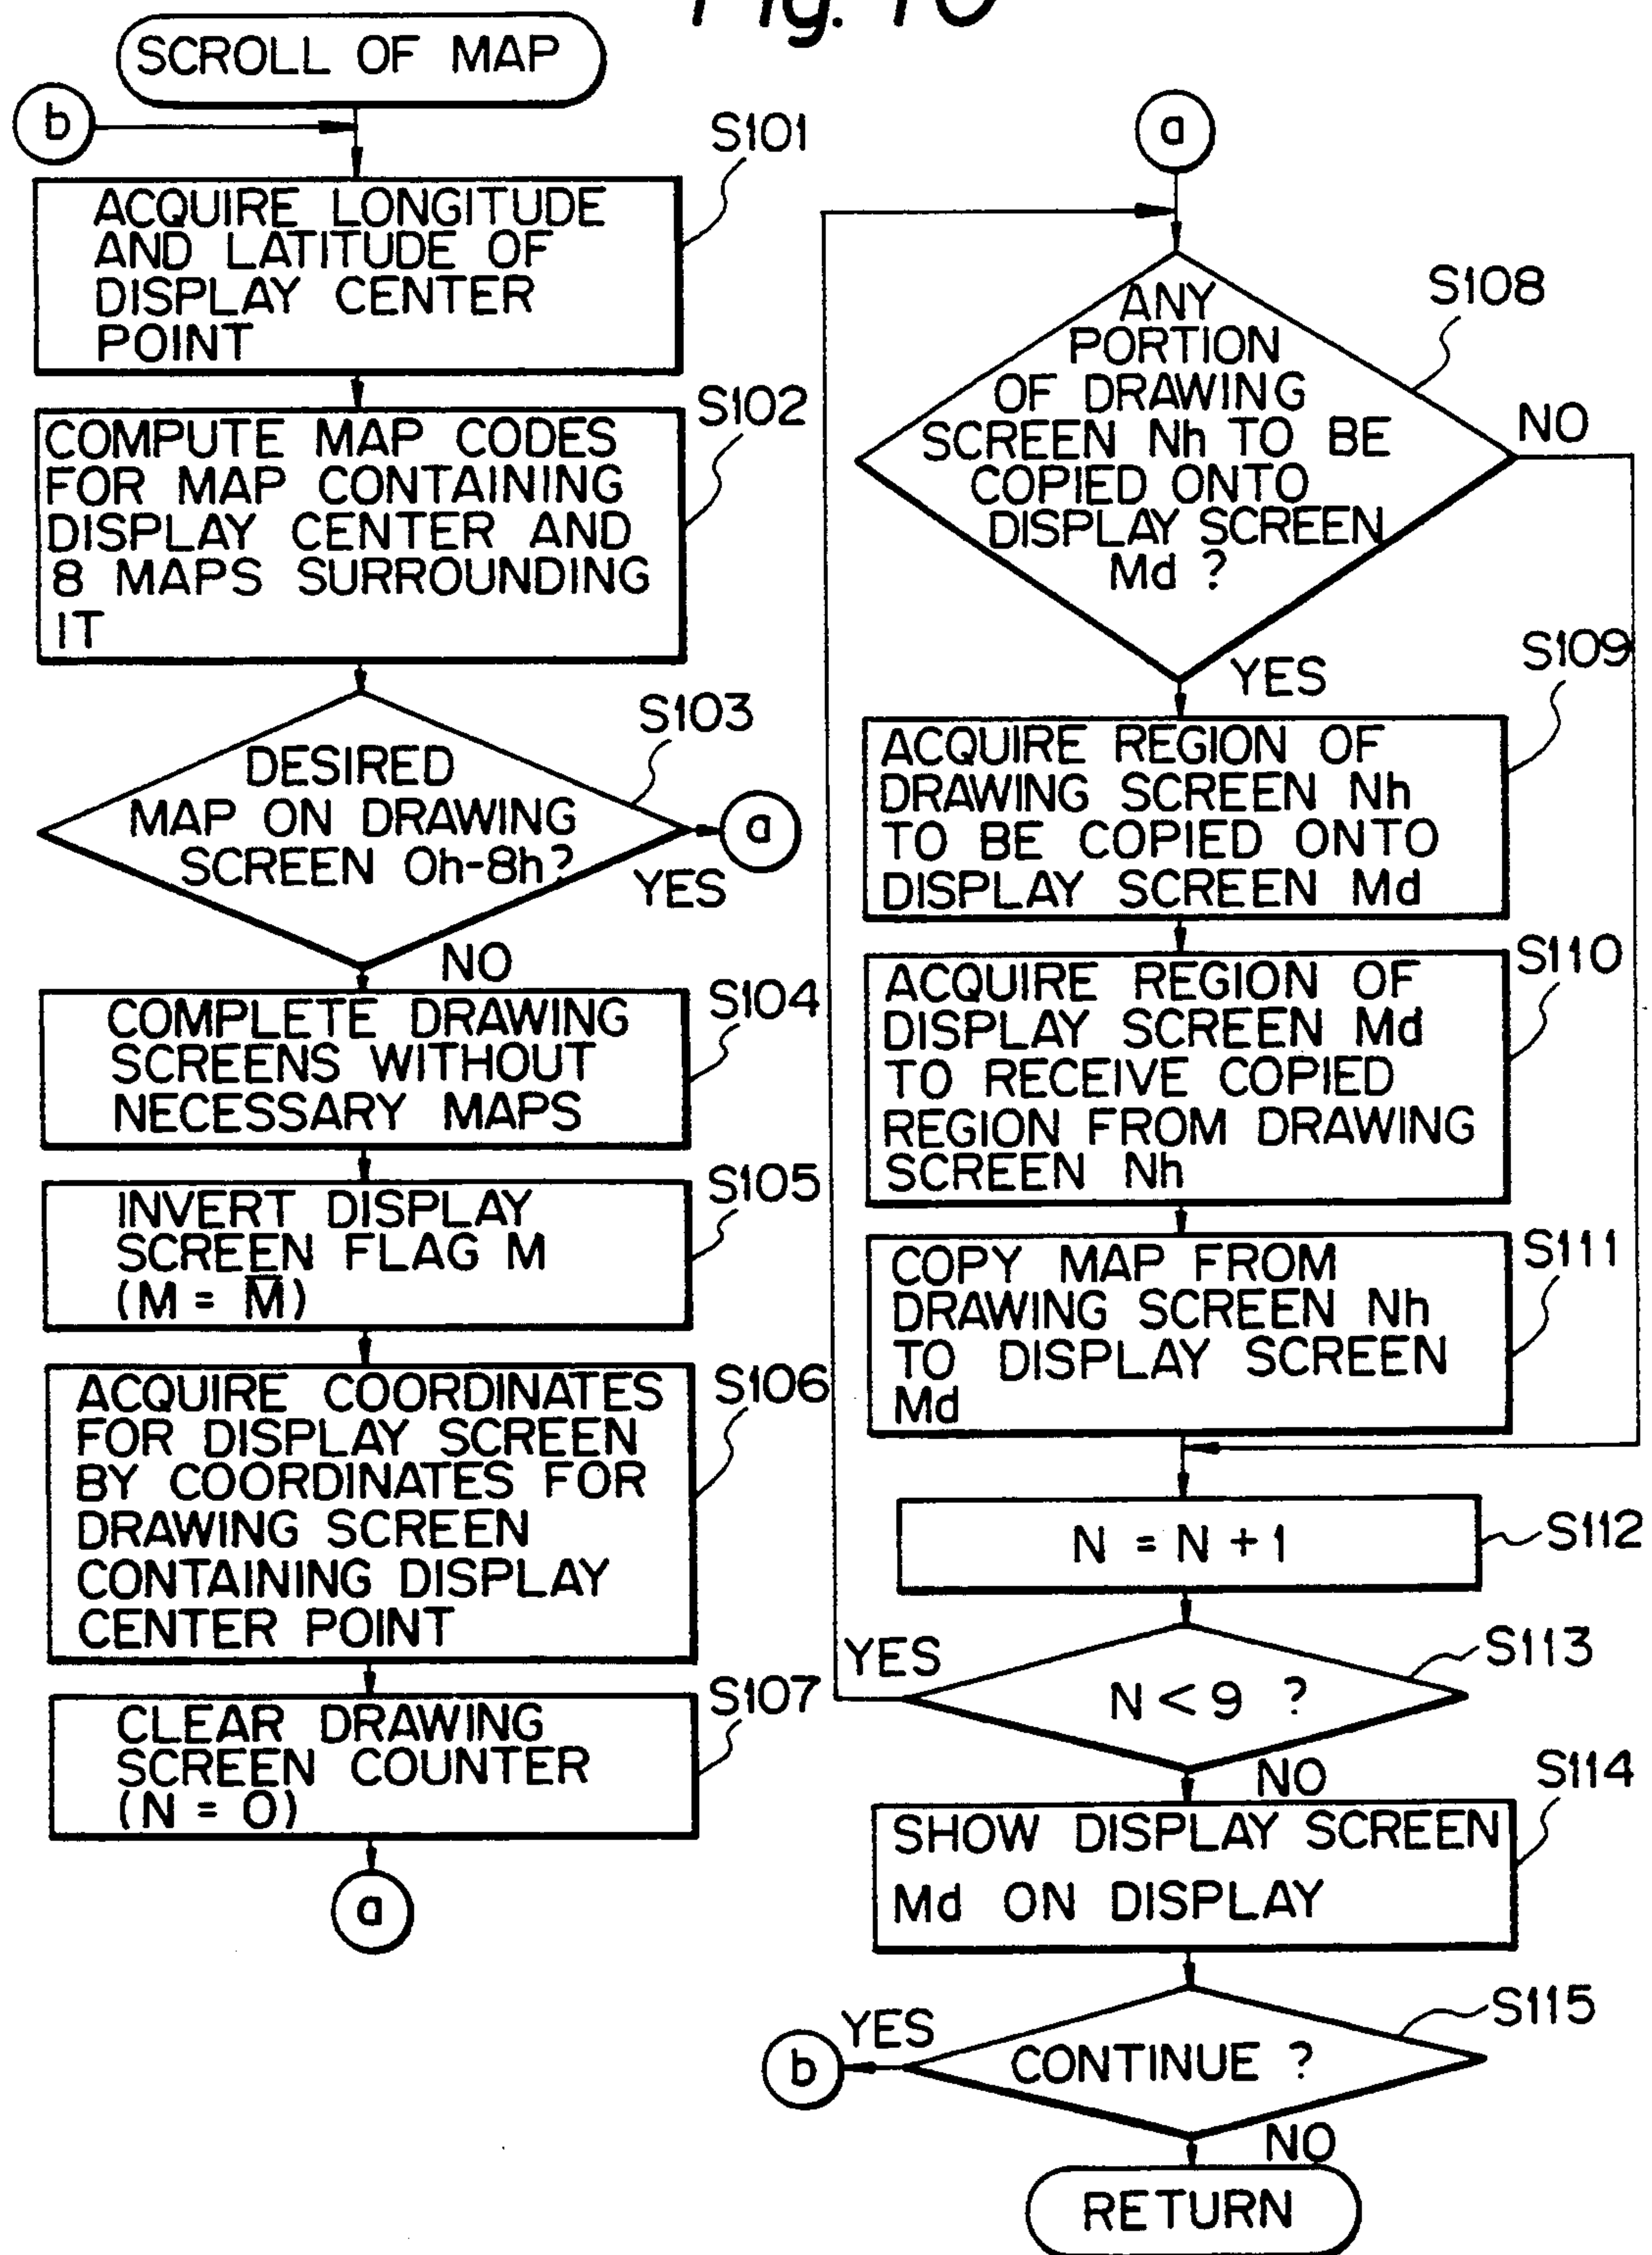 Fig. 10
SCROLL OF MAP
b
S101
ACQUIRE LONGITUDE
AND LATITUDE OF
DISPLAY CENTER
POINT
S102
COMPUTE MAP CODES
FOR MAP CONTAINING
DISPLAY CENTER AND
8 MAPS SURROUNDING
IT
S103
DESIRED
MAP ON DRAWING
SCREEN 0h-8h?
a
YES
NO
S104
COMPLETE DRAWING
SCREENS WITHOUT
NECESSARY MAPS
S105
INVERT DISPLAY
SCREEN FLAG M
(M = M̅)
S106
ACQUIRE COORDINATES
FOR DISPLAY SCREEN
BY COORDINATES FOR
DRAWING SCREEN
CONTAINING DISPLAY
CENTER POINT
S107
CLEAR DRAWING
SCREEN COUNTER
(N = 0)
a
a
S108
ANY
PORTION
OF DRAWING
SCREEN Nh TO BE
COPIED ONTO
DISPLAY SCREEN
Md ?
NO
YES
S109
ACQUIRE REGION OF
DRAWING SCREEN Nh
TO BE COPIED ONTO
DISPLAY SCREEN Md
S110
ACQUIRE REGION OF
DISPLAY SCREEN Md
TO RECEIVE COPIED
REGION FROM DRAWING
SCREEN Nh
S111
COPY MAP FROM
DRAWING SCREEN Nh
TO DISPLAY SCREEN
Md
N = N + 1
S112
YES
S113
N < 9 ?
NO
S114
SHOW DISPLAY SCREEN
Md ON DISPLAY
S115
YES
b
CONTINUE ?
NO
RETURN